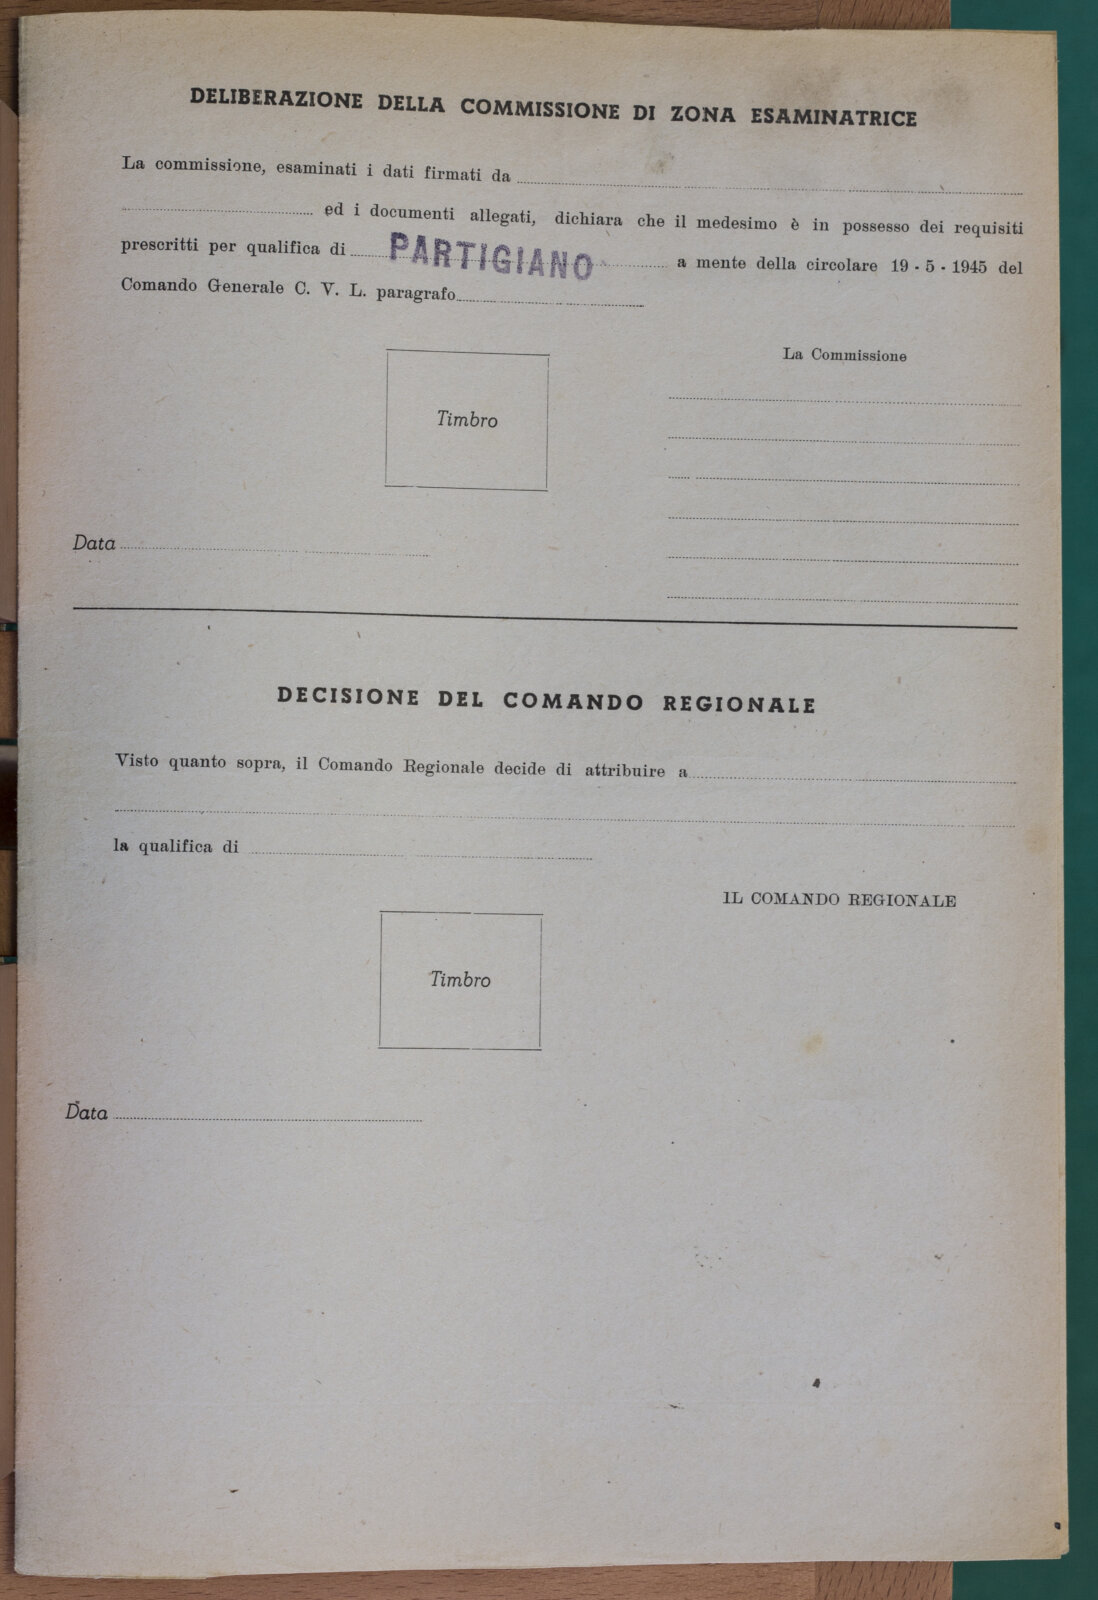 DELIBERAZIONE DELLA COMMISSIONE DI ZONA ESAMINATRICE
La commissione, esaminati i dati firmati da
ed i documenti allegati, dichiara che il medesimo è in possesso dei requisiti
prescritti per qualifica di PARTIGIANO a mente della circolare 19 - 5 - 1945 del
Comando Generale C. V. L. paragrafo
La Commissione
Timbro
Data
DECISIONE DEL COMANDO REGIONALE
Visto quanto sopra, il Comando Regionale decide di attribuire a
la qualifica di
IL COMANDO REGIONALE
Timbro
Data